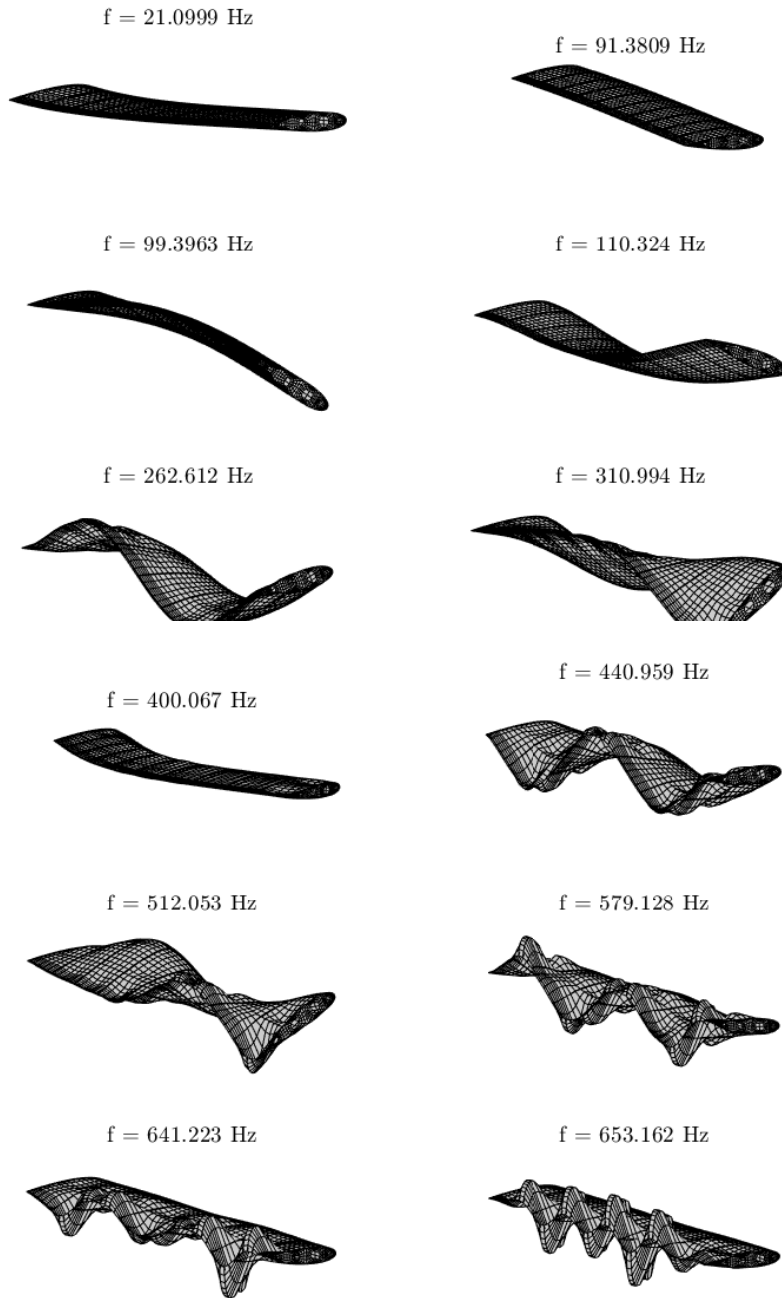 f = 21.0999 Hz
f = 91.3809 Hz
f = 99.3963 Hz
f = 110.324 Hz
f = 262.612 Hz
f = 310.994 Hz
f = 400.067 Hz
f = 440.959 Hz
f = 512.053 Hz
f = 579.128 Hz
f = 641.223 Hz
f = 653.162 Hz